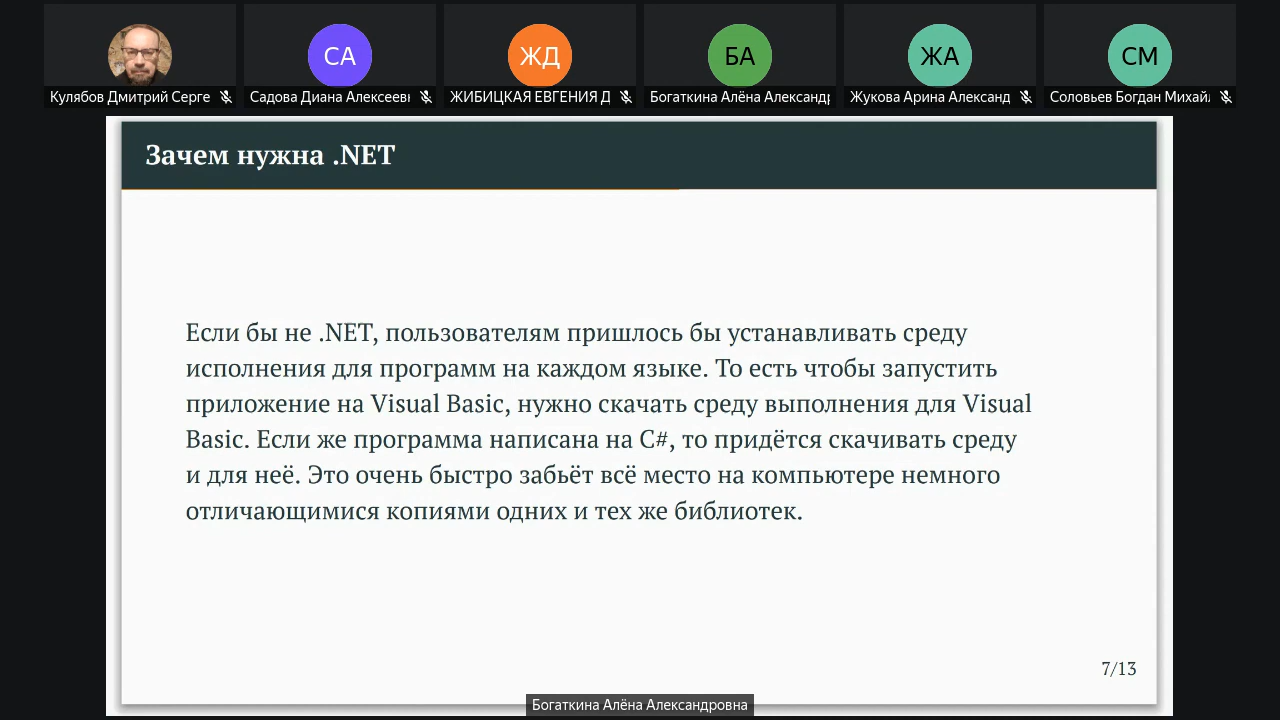 СА
ЖД
БА
ЖА
СМ
Кулябов Дмитрий Серге
Садова Диана Алексеев
ЖИБИЦКАЯ ЕВГЕНИЯ Д
Богаткина Алёна Александр
Жукова Арина Александ
Соловьев Богдан Михай
Зачем нужна .NET
Если бы не .NET, пользователям пришлось бы устанавливать среду
исполнения для программ на каждом языке. То есть чтобы запустить
приложение на Visual Basic, нужно скачать среду выполнения для Visual
Basic. Если же программа написана на C#, то придётся скачивать среду
и для неё. Это очень быстро забьёт всё место на компьютере немного
отличающимися копиями одних и тех же библиотек.
7/13
Богаткина Алёна Александровна